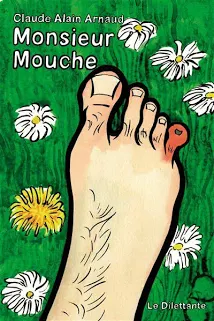 Claude Alain Arnaud
Monsieur
Mouche
Le Dilettante